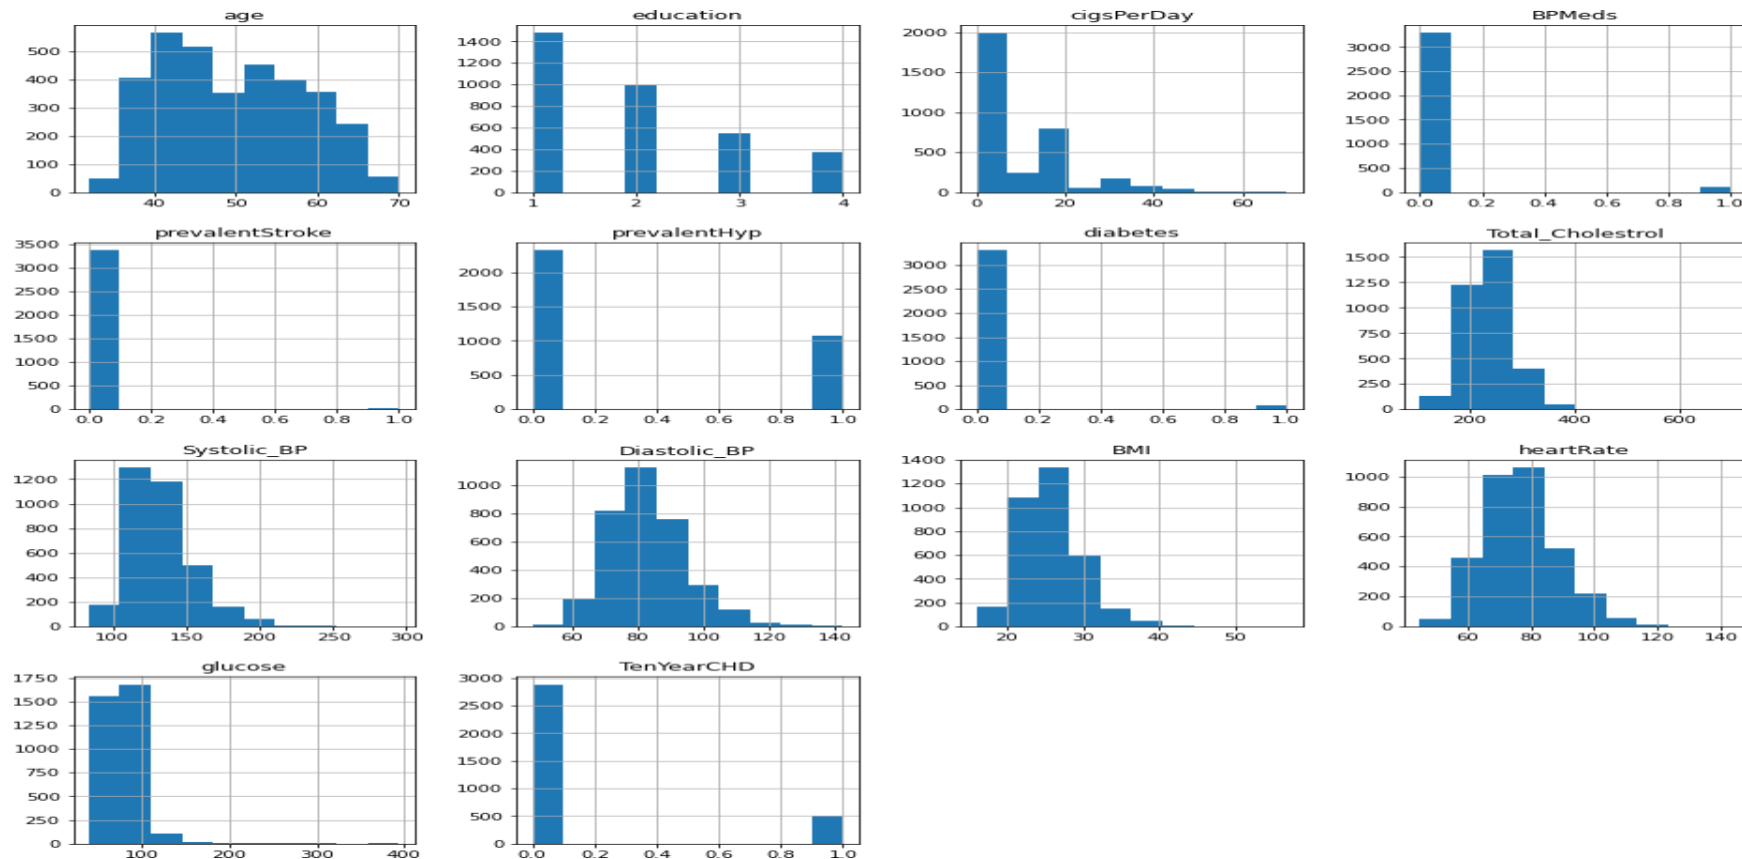 age education cigsPerDay BPMeds
500 400 300 200 100 0
40 50 60 70
1400 1200 1000 800 600 400 200 0
1 2 3 4
2000 1500 1000 500 0
0 20 40 60
3000 2500 2000 1500 1000 500 0
0.0 0.2 0.4 0.6 0.8 1.0
prevalentStroke prevalentHyp diabetes Total_Cholestrol
3500 3000 2500 2000 1500 1000 500 0
0.0 0.2 0.4 0.6 0.8 1.0
2000 1500 1000 500 0
0.0 0.2 0.4 0.6 0.8 1.0
3000 2500 2000 1500 1000 500 0
0.0 0.2 0.4 0.6 0.8 1.0
1500 1250 1000 750 500 250 0
200 400 600
Systolic_BP Diastolic_BP BMI heartRate
1200 1000 800 600 400 200 0
100 150 200 250 300
1000 800 600 400 200 0
60 80 100 120 140
1400 1200 1000 800 600 400 200 0
20 30 40 50
1000 800 600 400 200 0
60 80 100 120 140
glucose TenYearCHD
1750 1500 1250 1000 750 500 250 0
100 200 300 400
3000 2500 2000 1500 1000 500 0
0.0 0.2 0.4 0.6 0.8 1.0